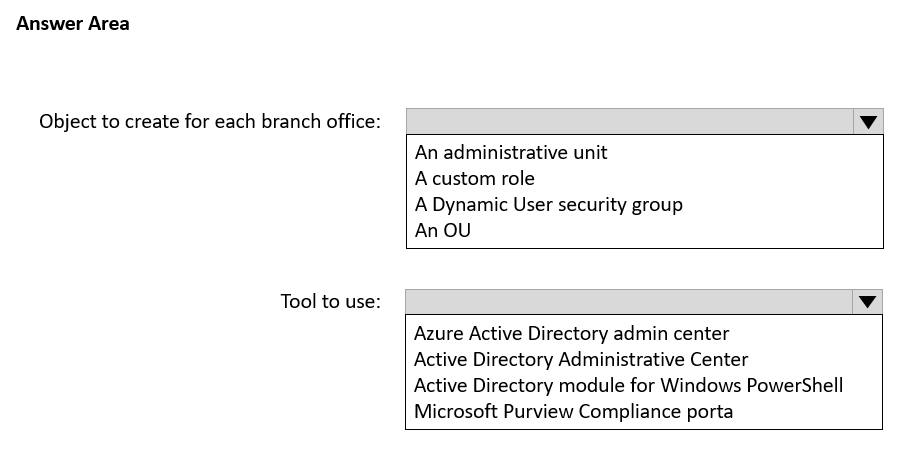 Answer Area
Object to create for each branch office:
An administrative unit
A custom role
A Dynamic User security group
An OU
Tool to use:
Azure Active Directory admin center
Active Directory Administrative Center
Active Directory module for Windows PowerShell
Microsoft Purview Compliance porta